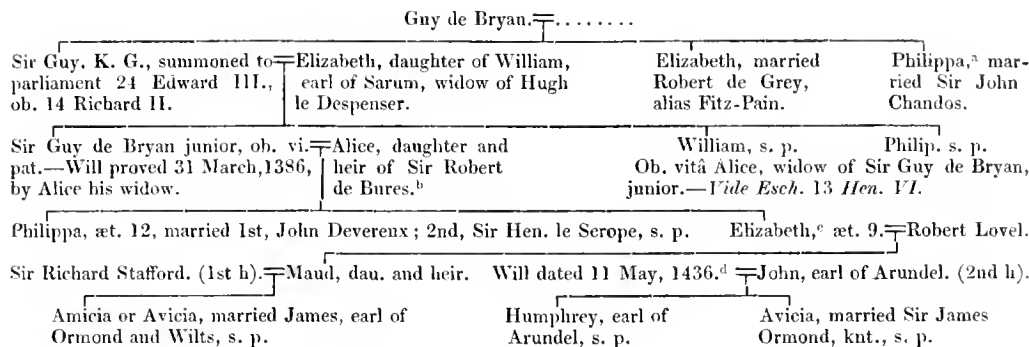 Guy de Bryan.=. . . . . . . .
Sir Guy, K. G., summoned to
parliament 24 Edward III.,
ob. 14 Richard II.
=Elizabeth, daughter of William,
earl of Sarum, widow of Hugh
le Despenser.
Elizabeth, married
Robert de Grey,
alias Fitz-Pain.
Philippa,ᵃ mar-
ried Sir John
Chandos.
Sir Guy de Bryan junior, ob. vi.
pat.—Will proved 31 March, 1386,
by Alice his widow.
=Alice, daughter and
heir of Sir Robert
de Bures.ᵇ
William, s. p.
Philip. s. p.
Ob. vitâ Alice, widow of Sir Guy de Bryan,
junior.—Vide Esch. 13 Hen. VI.
Philippa, æt. 12, married 1st, John Devereux; 2nd, Sir Hen. le Scrope, s. p.
Elizabeth,ᶜ æt. 9.=Robert Lovel.
Sir Richard Stafford. (1st h).=Maud, dau. and heir. Will dated 11 May, 1436.ᵈ =John, earl of Arundel. (2nd h).
Amicia or Avicia, married James, earl of
Ormond and Wilts, s. p.
Humphrey, earl of
Arundel, s. p.
Avicia, married Sir James
Ormond, knt., s. p.